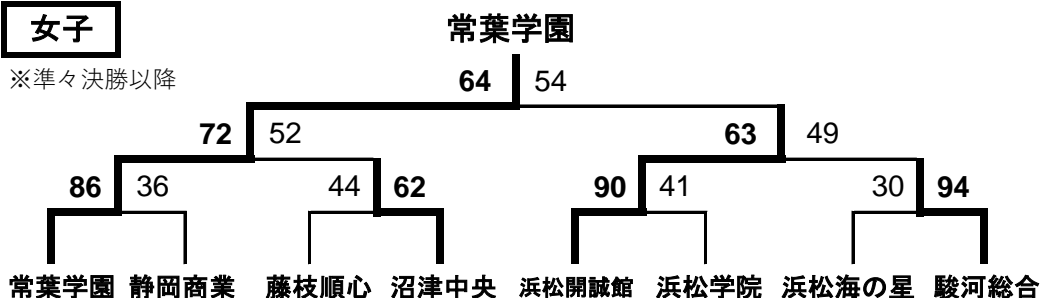 女子
常葉学園
※準々決勝以降
64 54
72 52 63 49
86 36 44 62 90 41 30 94
常葉学園 静岡商業 藤枝順心 沼津中央 浜松開誠館 浜松学院 浜松海の星 駿河総合